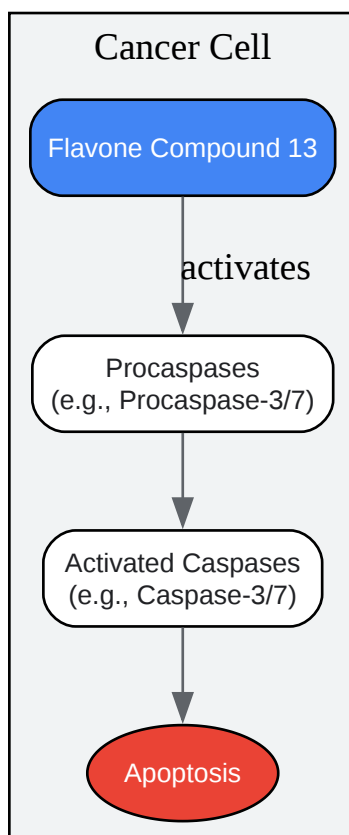 Cancer Cell
Flavone Compound 13
activates
Procaspases
(e.g., Procaspase-3/7)
Activated Caspases
(e.g., Caspase-3/7)
Apoptosis